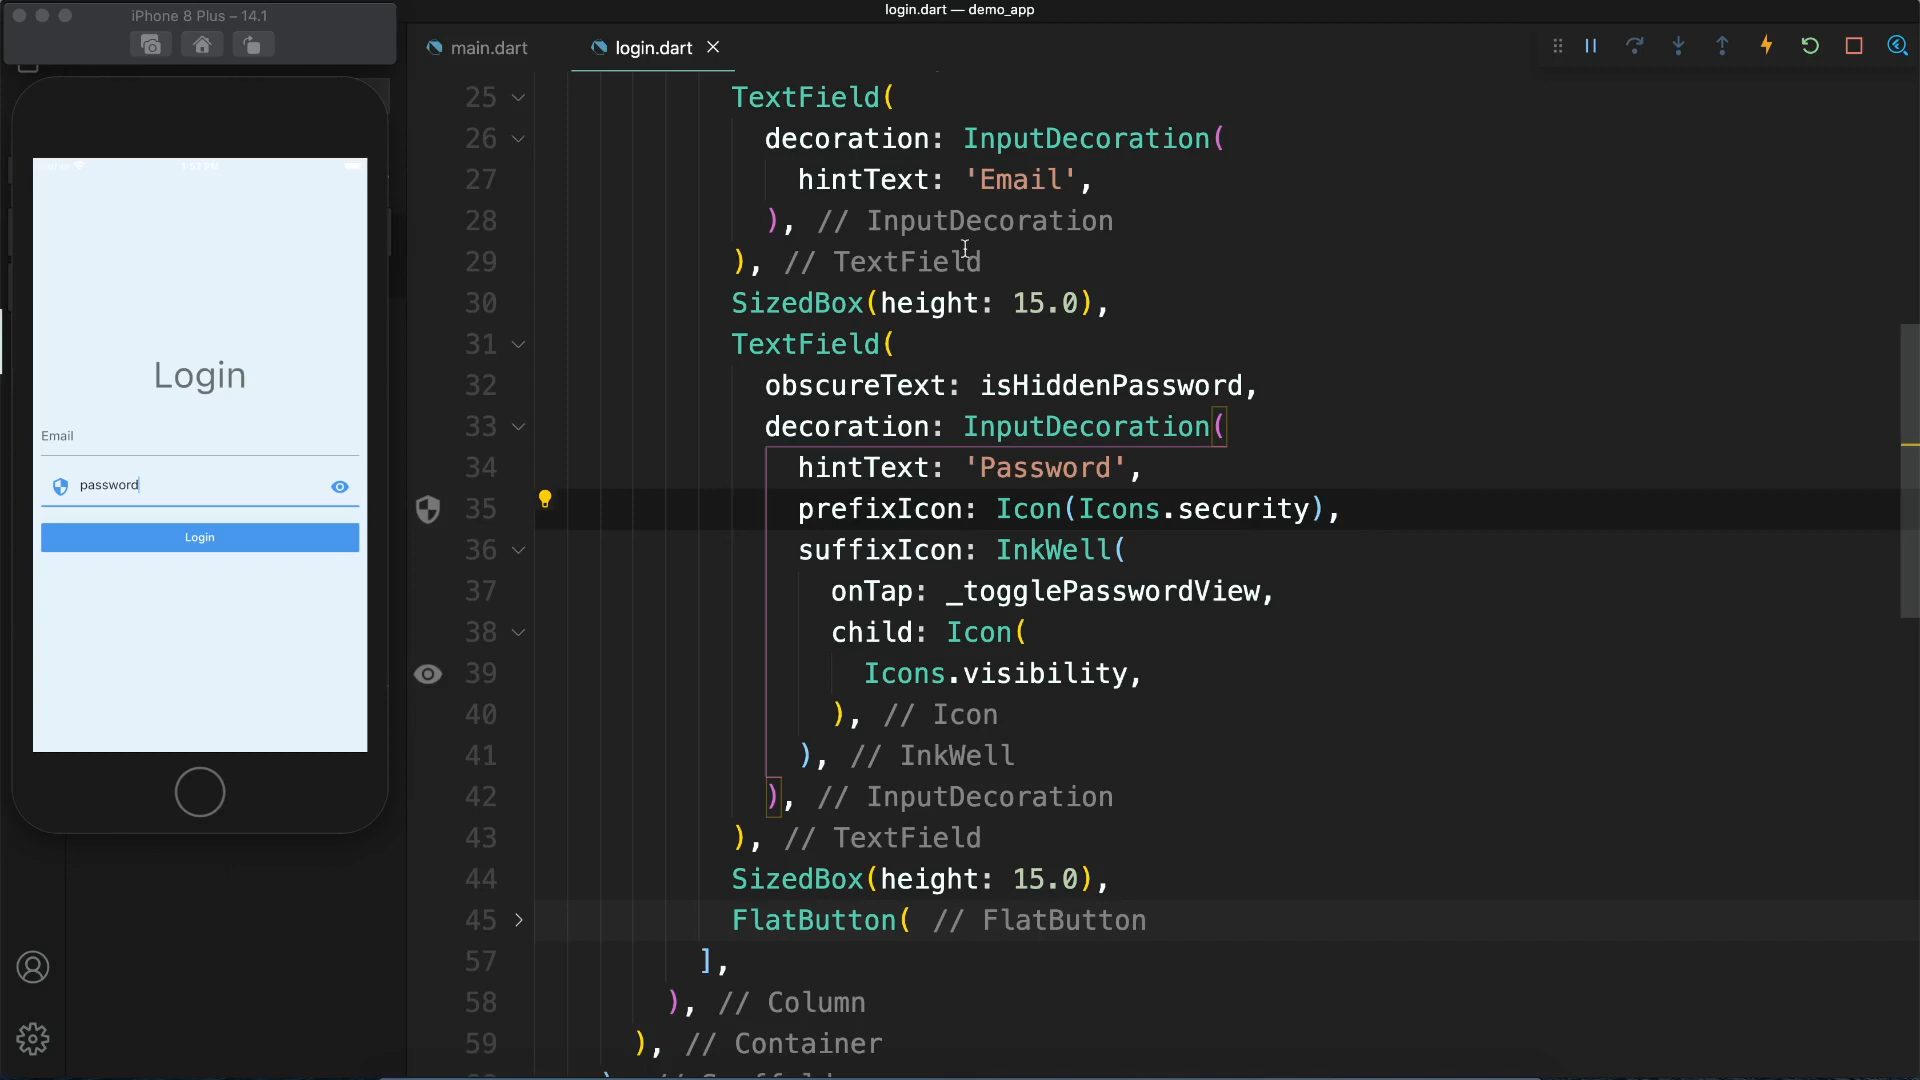 iPhone 8 Plus – 14.1
login.dart — demo_app
main.dart
login.dart
Login
Email
password
Login
25 TextField(
26 decoration: InputDecoration(
27 hintText: 'Email',
28 ), // InputDecoration
29 ), // TextField
30 SizedBox(height: 15.0),
31 TextField(
32 obscureText: isHiddenPassword,
33 decoration: InputDecoration(
34 hintText: 'Password',
35 prefixIcon: Icon(Icons.security),
36 suffixIcon: InkWell(
37 onTap: _togglePasswordView,
38 child: Icon(
39 Icons.visibility,
40 ), // Icon
41 ), // InkWell
42 ), // InputDecoration
43 ), // TextField
44 SizedBox(height: 15.0),
45 FlatButton( // FlatButton
57 ],
58 ), // Column
59 ), // Container